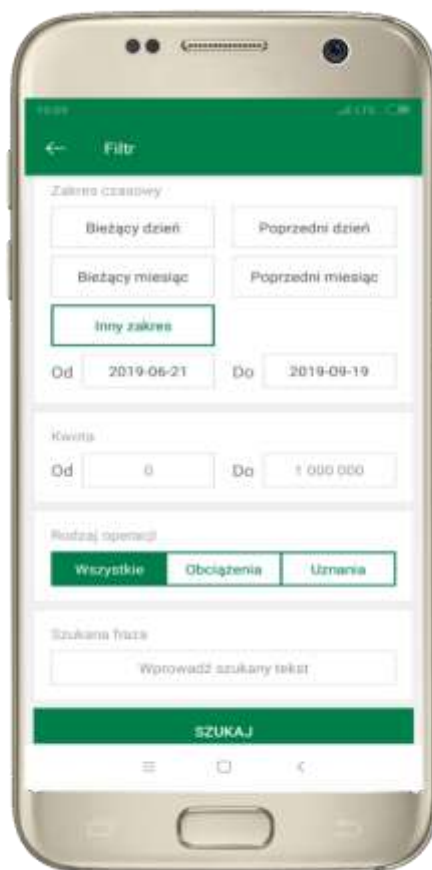 Filtr
Zakres czasowy
Bieżący dzień Poprzedni dzień
Bieżący miesiąc Poprzedni miesiąc
Inny zakres
Od 2019-06-21 Do 2019-09-19
Kwota
Od 0 Do 1 000 000
Rodzaj operacji
Wszystkie Obciążenia Uznania
Szukana fraza
Wprowadź szukany tekst
SZUKAJ